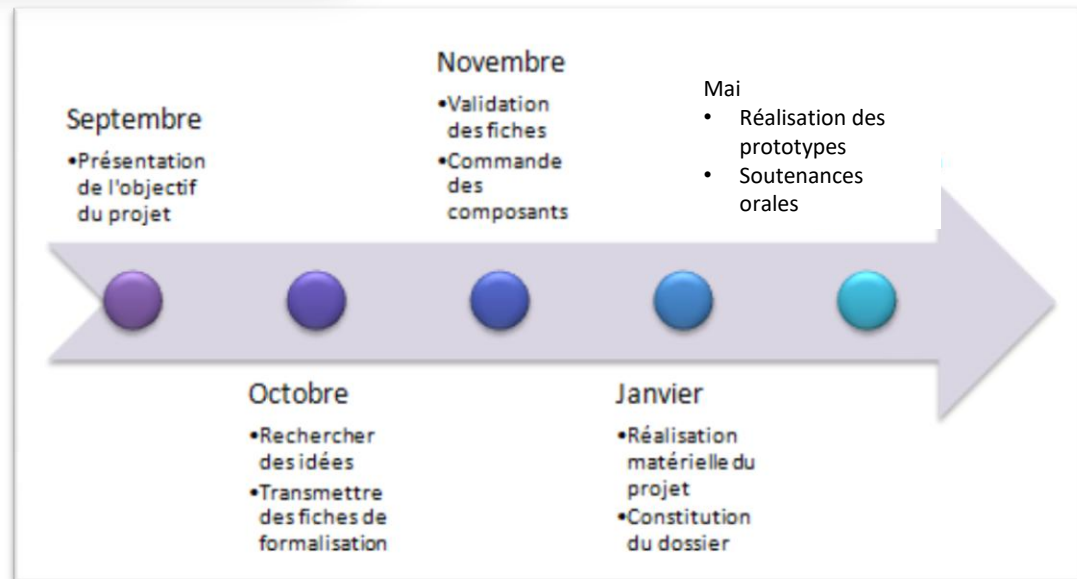 Septembre
•Présentation
de l'objectif
du projet
Octobre
•Rechercher
des idées
•Transmettre
des fiches de
formalisation
Novembre
•Validation
des fiches
•Commande
des
composants
Janvier
•Réalisation
matérielle du
projet
•Constitution
du dossier
Mai
• Réalisation des
prototypes
• Soutenances
orales